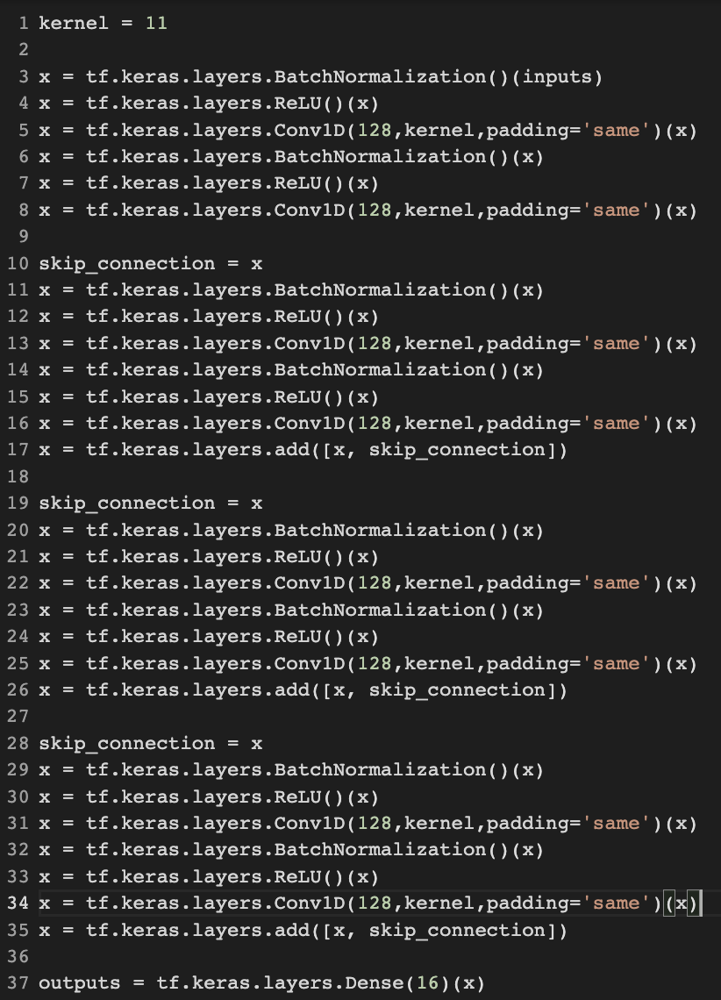 1 kernel = 11
2
3 x = tf.keras.layers.BatchNormalization()(inputs)
4 x = tf.keras.layers.ReLU()(x)
5 x = tf.keras.layers.Conv1D(128,kernel,padding='same')(x)
6 x = tf.keras.layers.BatchNormalization()(x)
7 x = tf.keras.layers.ReLU()(x)
8 x = tf.keras.layers.Conv1D(128,kernel,padding='same')(x)
9
10 skip_connection = x
11 x = tf.keras.layers.BatchNormalization()(x)
12 x = tf.keras.layers.ReLU()(x)
13 x = tf.keras.layers.Conv1D(128,kernel,padding='same')(x)
14 x = tf.keras.layers.BatchNormalization()(x)
15 x = tf.keras.layers.ReLU()(x)
16 x = tf.keras.layers.Conv1D(128,kernel,padding='same')(x)
17 x = tf.keras.layers.add([x, skip_connection])
18
19 skip_connection = x
20 x = tf.keras.layers.BatchNormalization()(x)
21 x = tf.keras.layers.ReLU()(x)
22 x = tf.keras.layers.Conv1D(128,kernel,padding='same')(x)
23 x = tf.keras.layers.BatchNormalization()(x)
24 x = tf.keras.layers.ReLU()(x)
25 x = tf.keras.layers.Conv1D(128,kernel,padding='same')(x)
26 x = tf.keras.layers.add([x, skip_connection])
27
28 skip_connection = x
29 x = tf.keras.layers.BatchNormalization()(x)
30 x = tf.keras.layers.ReLU()(x)
31 x = tf.keras.layers.Conv1D(128,kernel,padding='same')(x)
32 x = tf.keras.layers.BatchNormalization()(x)
33 x = tf.keras.layers.ReLU()(x)
34 x = tf.keras.layers.Conv1D(128,kernel,padding='same')(x)
35 x = tf.keras.layers.add([x, skip_connection])
36
37 outputs = tf.keras.layers.Dense(16)(x)